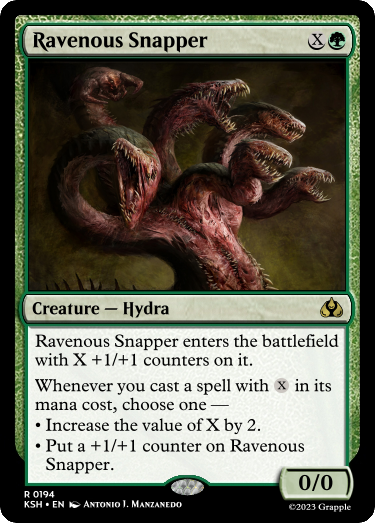 Ravenous Snapper X
Creature — Hydra
Ravenous Snapper enters the battlefield
with X +1/+1 counters on it.
Whenever you cast a spell with X in its
mana cost, choose one —
• Increase the value of X by 2.
• Put a +1/+1 counter on Ravenous
Snapper.
0/0
R 0194
KSH • EN Antonio J. Manzanedo
©2023 Grapple